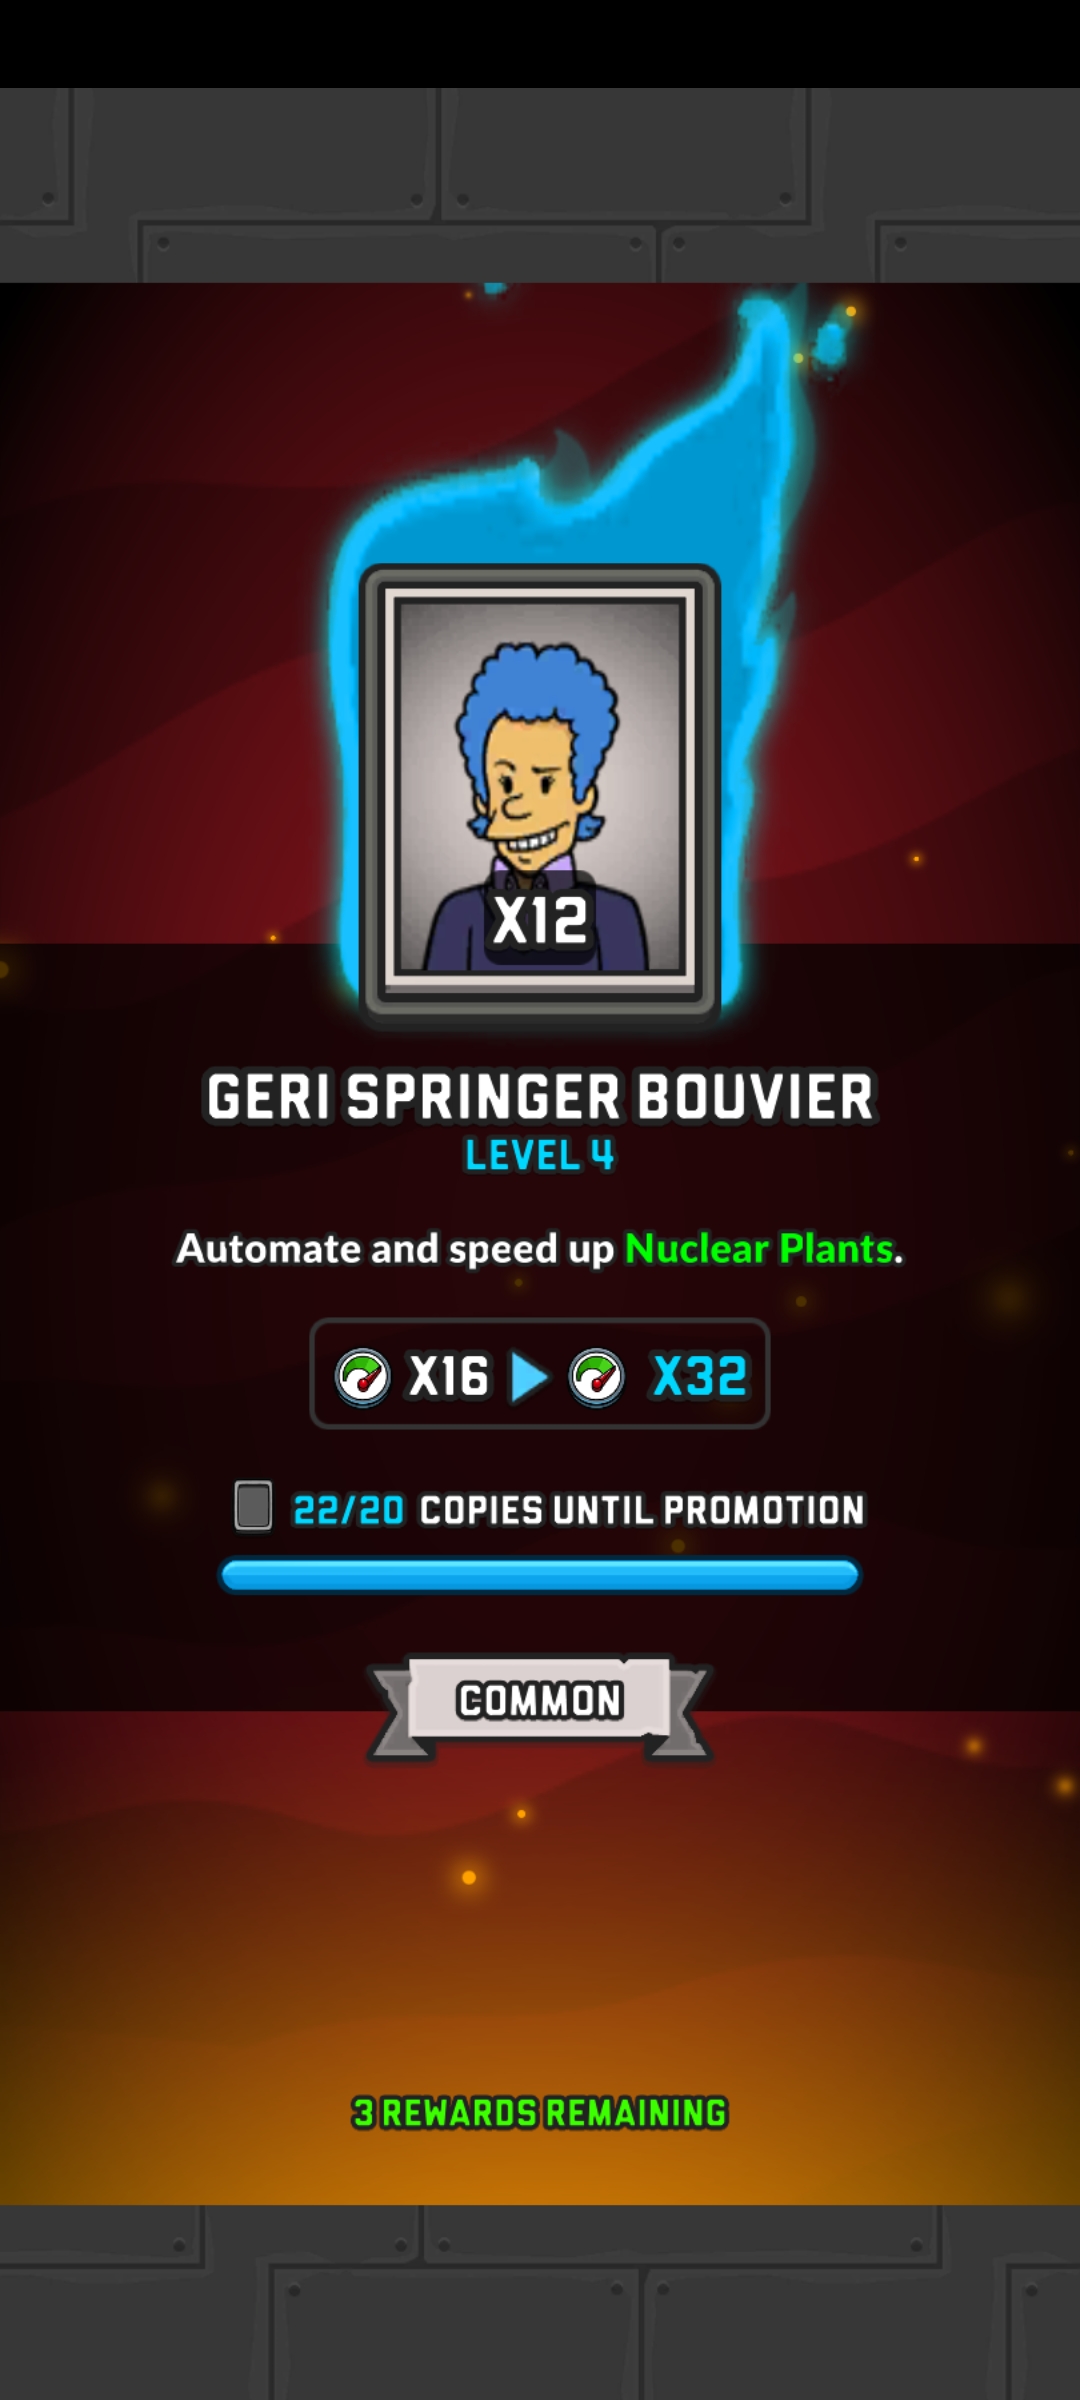 X12
GERI SPRINGER BOUVIER
LEVEL 4
Automate and speed up Nuclear Plants.
X16 X32
22/20 COPIES UNTIL PROMOTION
COMMON
3 REWARDS REMAINING